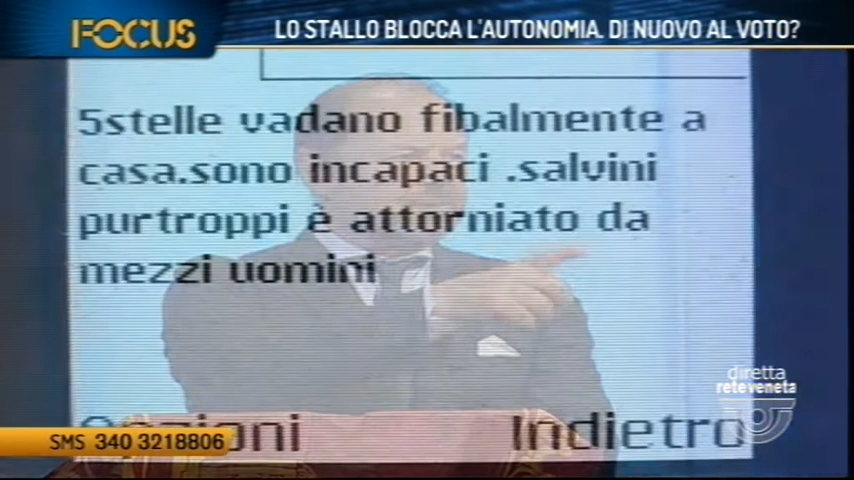 FOCUS
LO STALLO BLOCCA L'AUTONOMIA. DI NUOVO AL VOTO?
5stelle vadano fibalmente a
casa.sono incapaci .salvini
purtroppi è attorniato da
mezzi uomini
Opzioni Indietro
diretta
reteveneta
SMS 340 3218806